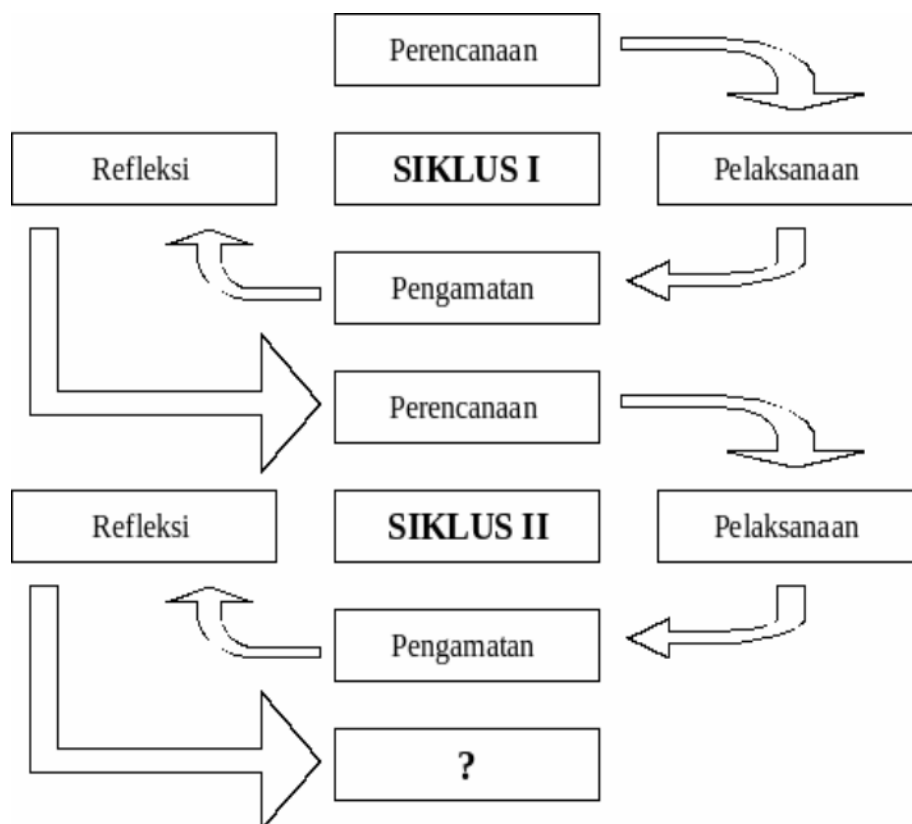 Perencanaan
Refleksi
SIKLUS I
Pelaksanaan
Pengamatan
Perencanaan
Refleksi
SIKLUS II
Pelaksanaan
Pengamatan
?